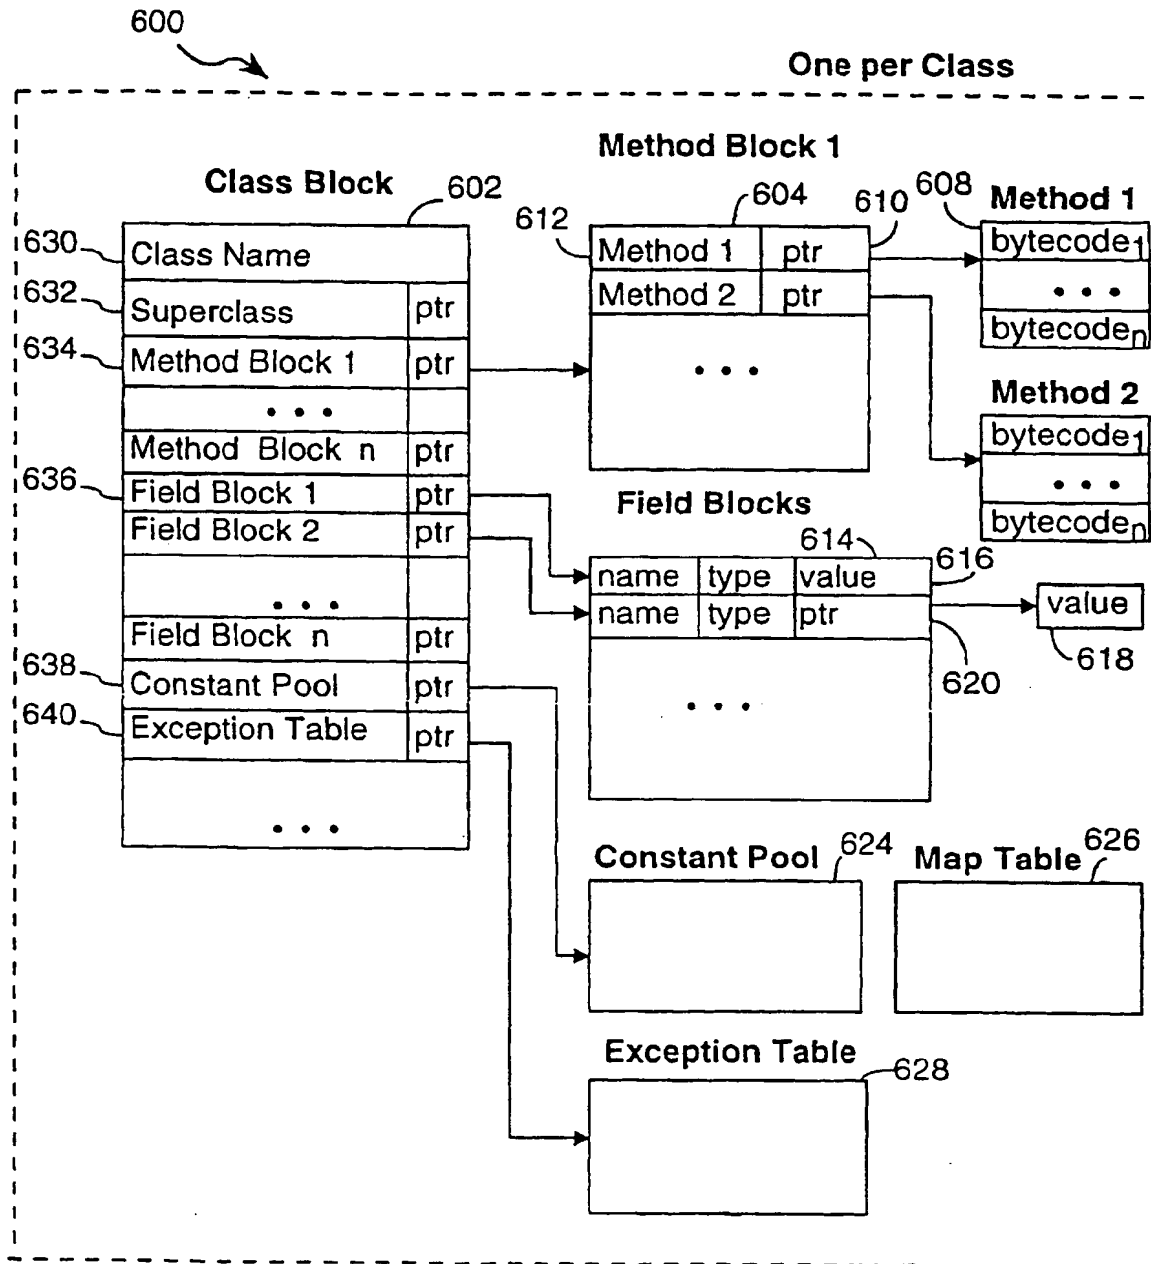 600
One per Class
Class Block
602
630
Class Name
632
Superclass ptr
634
Method Block 1 ptr
• • •
Method Block n ptr
636
Field Block 1 ptr
Field Block 2 ptr
• • •
Field Block n ptr
638
Constant Pool ptr
640
Exception Table ptr
• • •
Method Block 1
604
610
612
Method 1 ptr
Method 2 ptr
• • •
608
Method 1
bytecode1
• • •
bytecoden
Method 2
bytecode1
• • •
bytecoden
Field Blocks
614
616
name type value
name type ptr
620
• • •
value
618
Constant Pool
624
Map Table
626
Exception Table
628